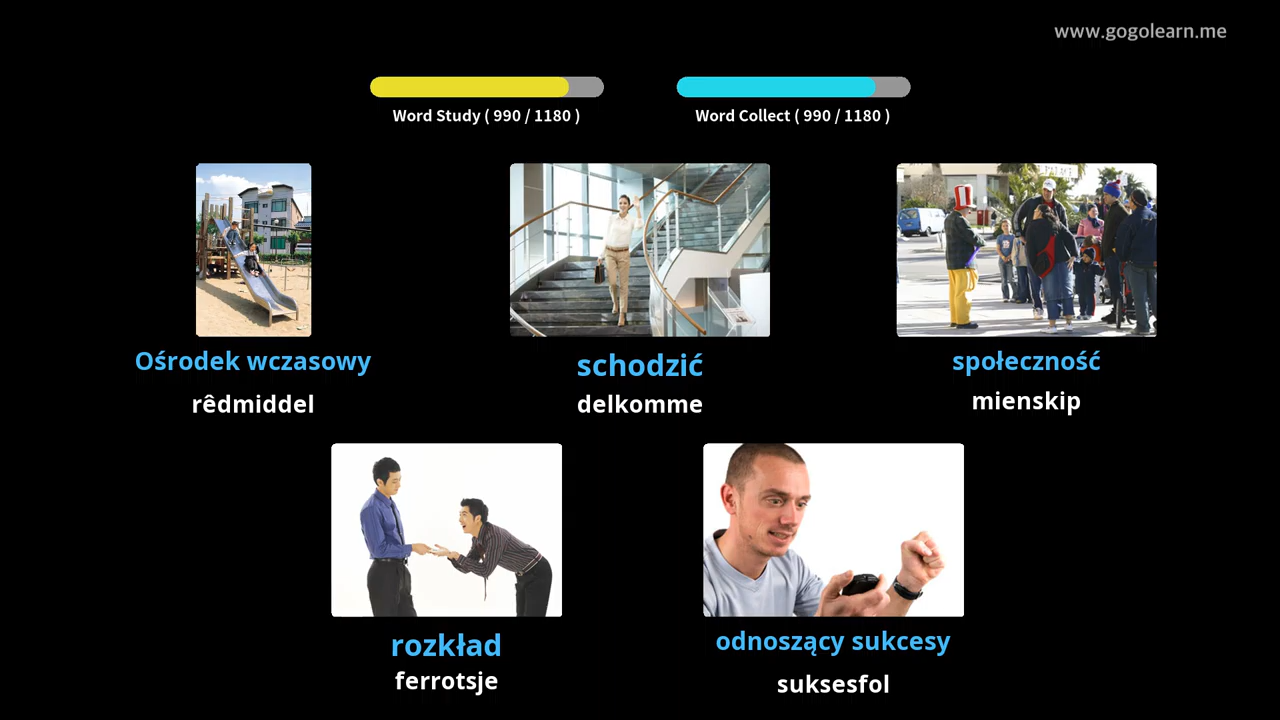 www.gogolearn.me
Word Study ( 990 / 1180 )
Word Collect ( 990 / 1180 )
Ośrodek wczasowy
rêdmiddel
schodzić
delkomme
społeczność
mienskip
rozkład
ferrotsje
odnoszący sukcesy
suksesfol